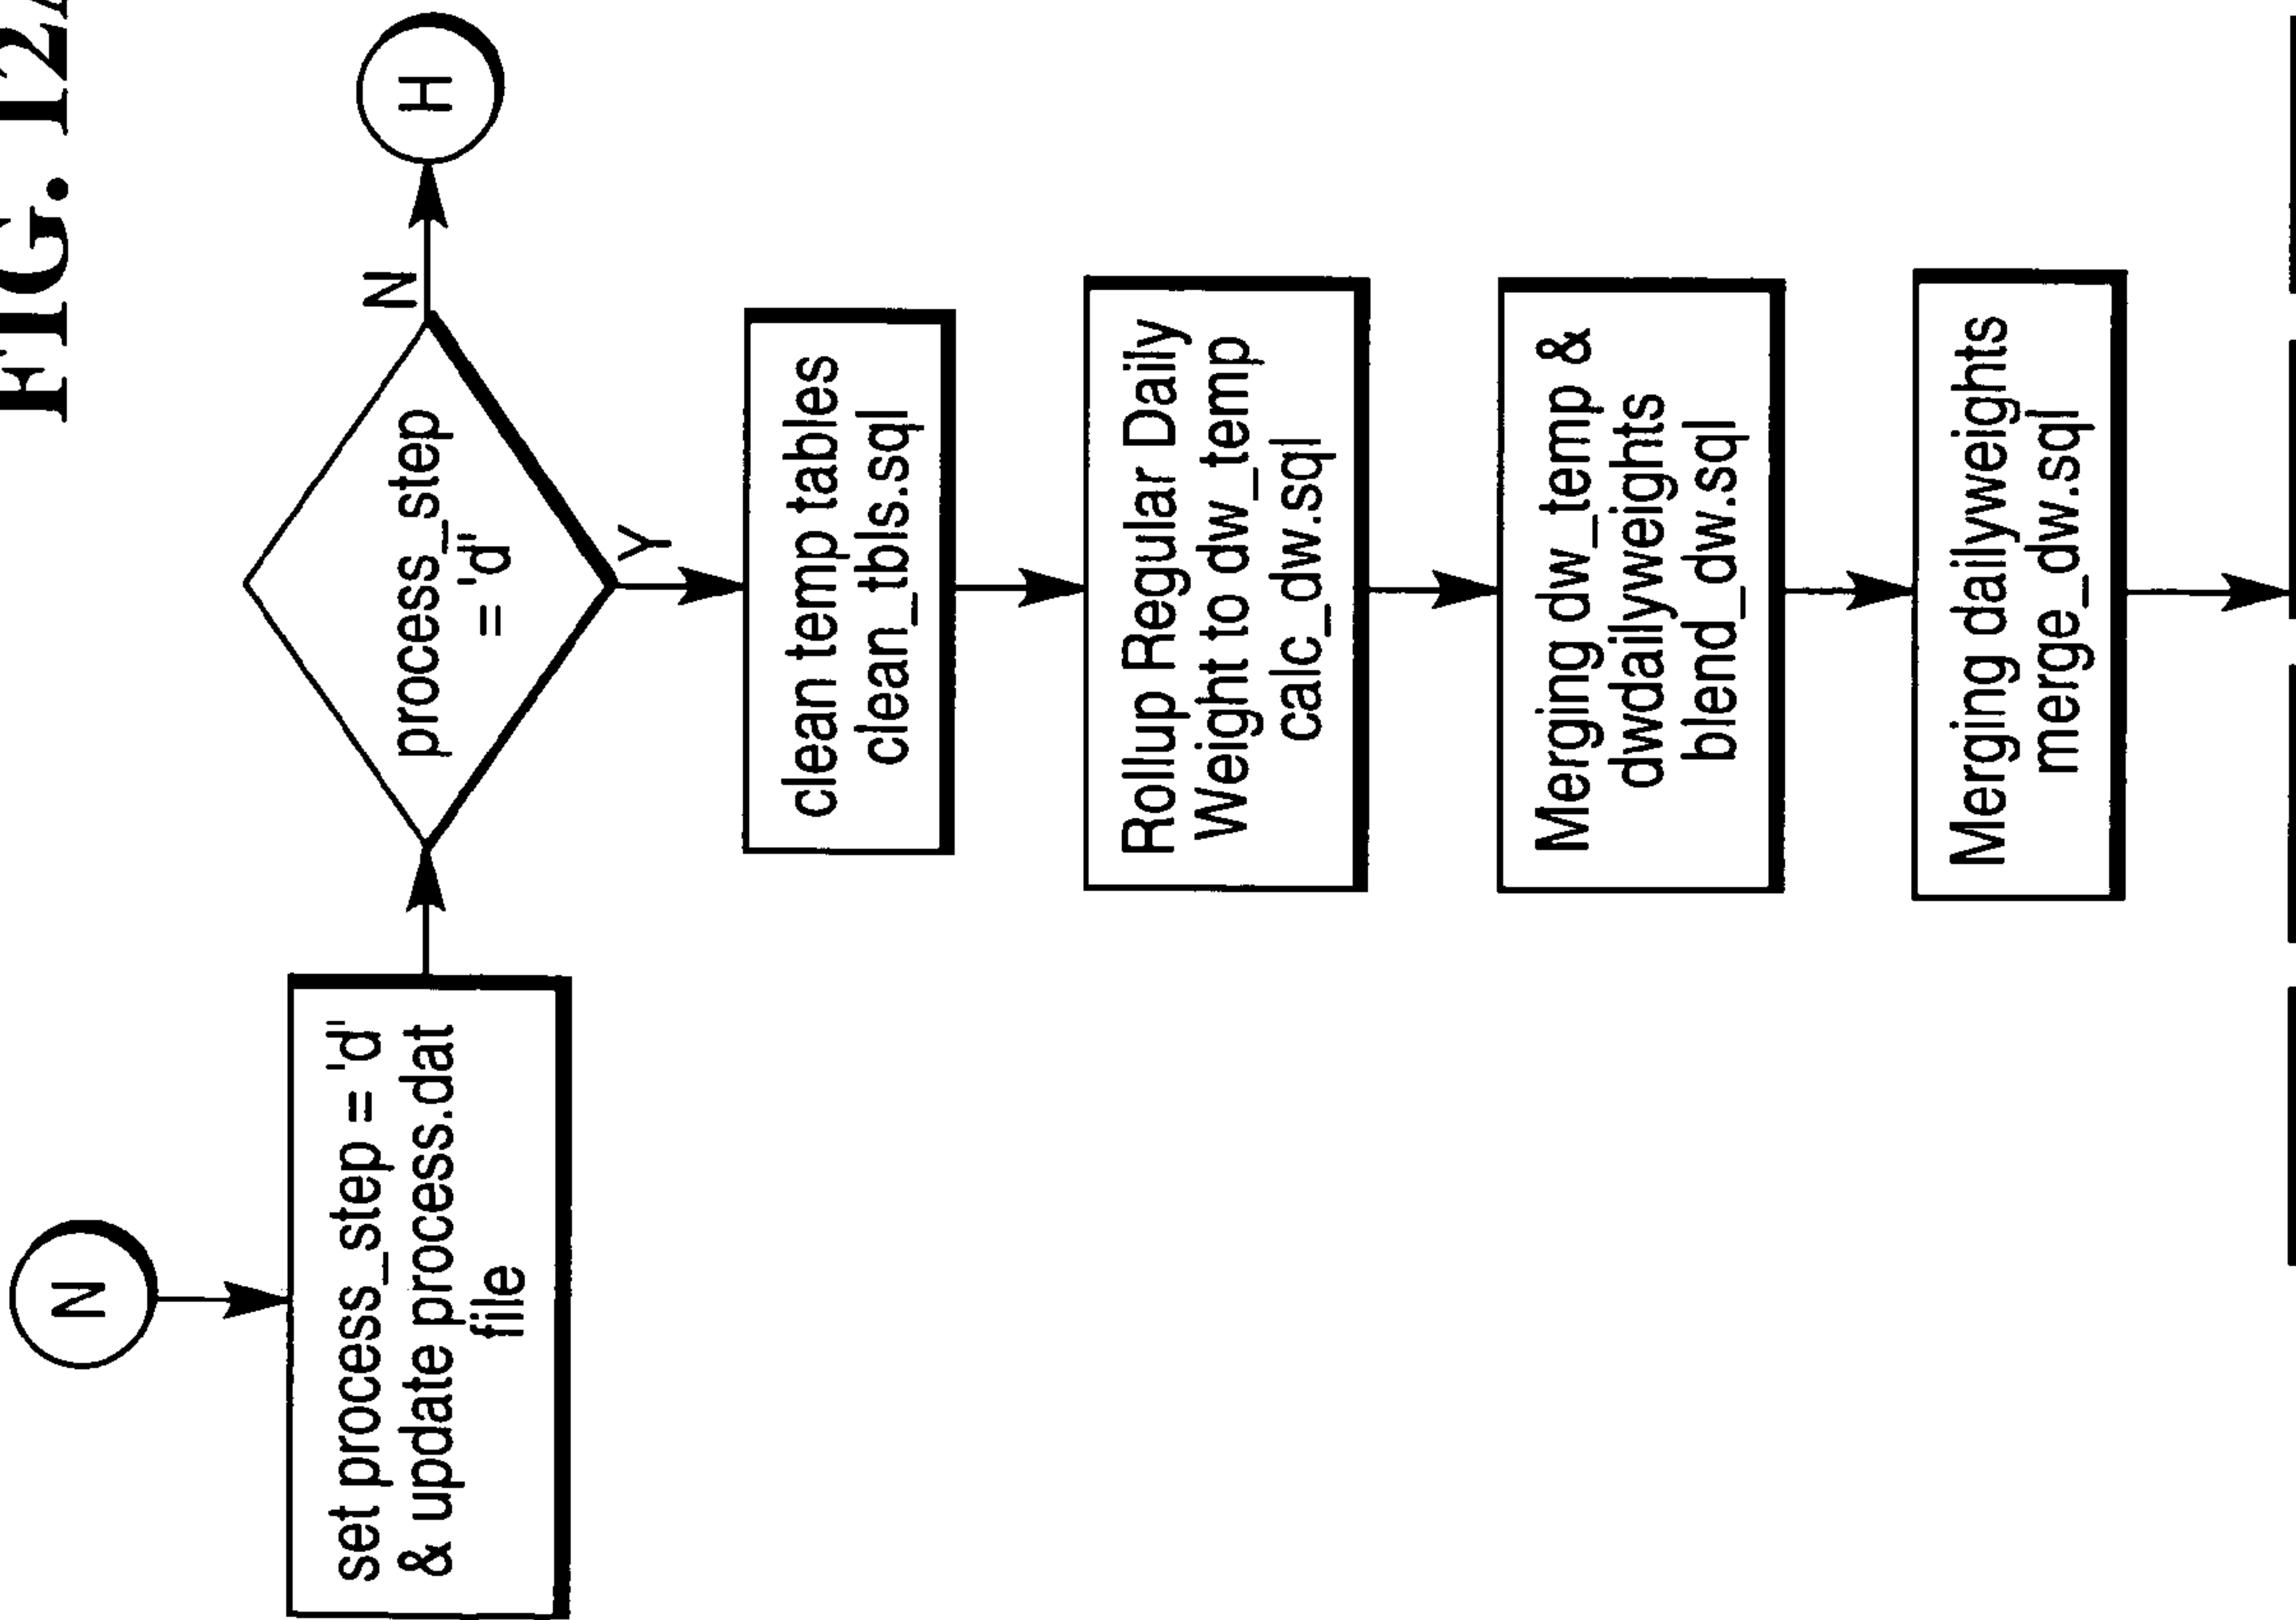 FIG. 12A
N
set process_step = 'd'
& update process.dat
file
process_step
= 'd'
N
H
Y
clean temp tables
clean_tbls.sql
Rollup Regular Daily
Weight to dw_temp
calc_dw.sql
Merging dw_temp &
dwdailyweights
blend_dw.sql
Merging dailyweights
merge_dw.sql